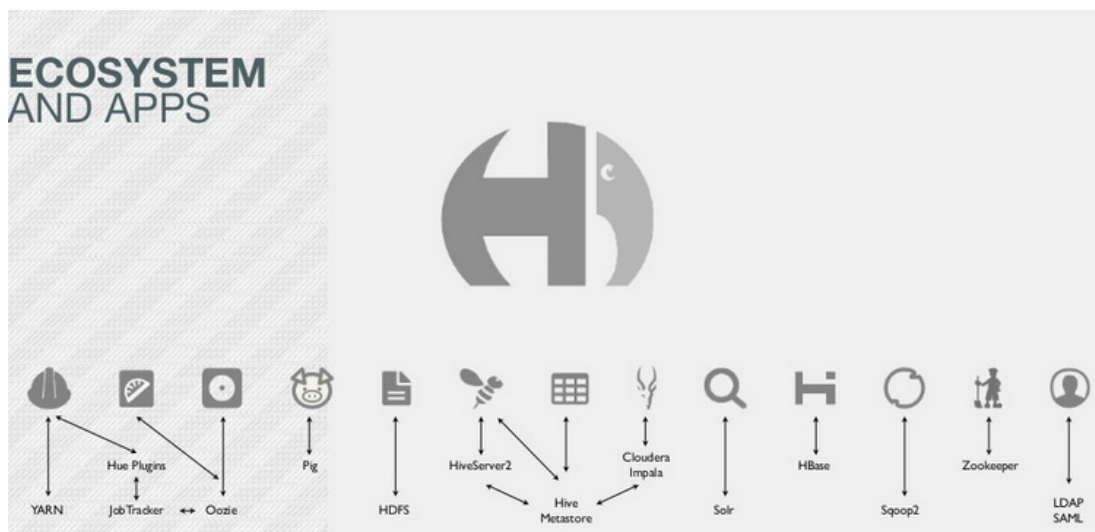 ECOSYSTEM
AND APPS
Hue Plugins
Pig
HiveServer2
Cloudera
Impala
HBase
Zookeeper
YARN
JobTracker
Oozie
HDFS
Hive
Metastore
Solr
Sqoop2
LDAP
SAML